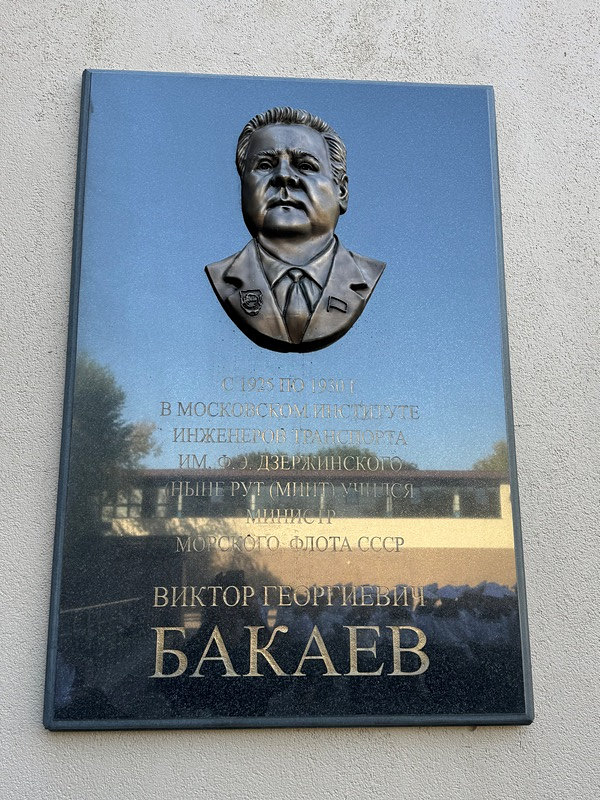 С 1925 ПО 1930 Г.
В МОСКОВСКОМ ИНСТИТУТЕ
ИНЖЕНЕРОВ ТРАНСПОРТА
ИМ. Ф.Э. ДЗЕРЖИНСКОГО
(НЫНЕ РУТ (МИИТ) УЧИЛСЯ
МИНИСТР
МОРСКОГО ФЛОТА СССР
ВИКТОР ГЕОРГИЕВИЧ
БАКАЕВ